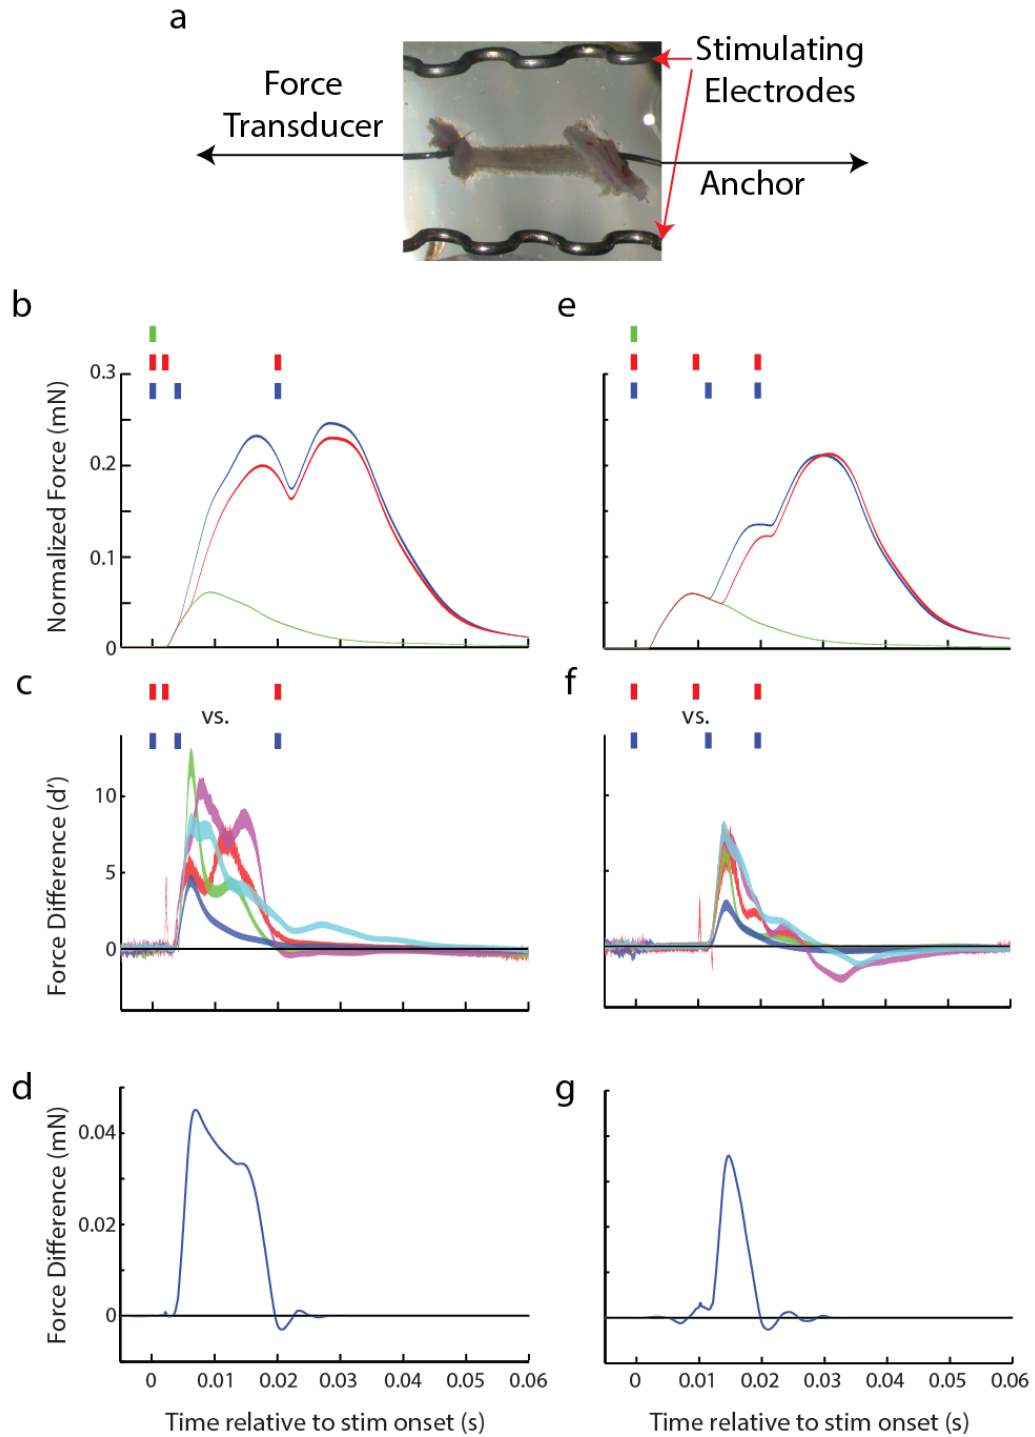 a
Force
Transducer
Stimulating
Electrodes
Anchor
b
e
Normalized Force (mN)
0.3
0.2
0.1
0
c
vs.
f
vs.
Force Difference (d')
10
5
0
d
g
Force Difference (mN)
0.04
0.02
0
0 0.01 0.02 0.03 0.04 0.05 0.06
0 0.01 0.02 0.03 0.04 0.05 0.06
Time relative to stim onset (s)
Time relative to stim onset (s)